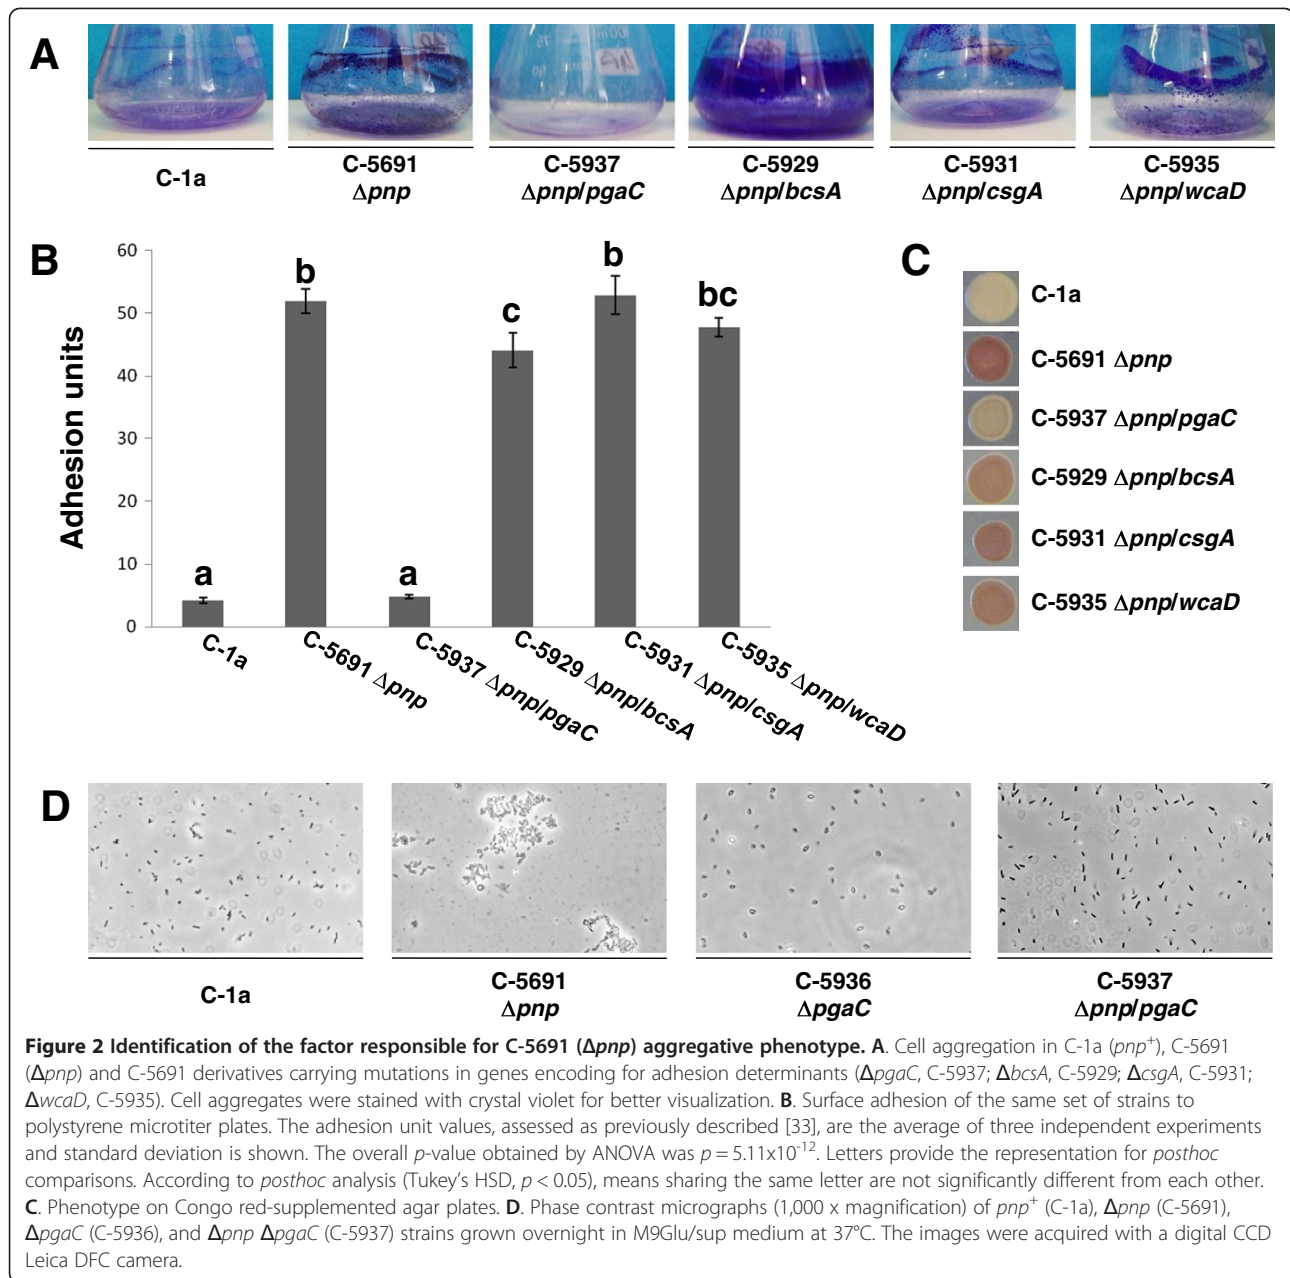 A
C-1a
C-5691
Δpnp
C-5937
Δpnp/pgaC
C-5929
Δpnp/bcsA
C-5931
Δpnp/csgA
C-5935
Δpnp/wcaD
B
Adhesion units
60
50
40
30
20
10
0
a
b
a
c
b
bc
C-1a
C-5691 Δpnp
C-5937 Δpnp/pgaC
C-5929 Δpnp/bcsA
C-5931 Δpnp/csgA
C-5935 Δpnp/wcaD
C
C-1a
C-5691 Δpnp
C-5937 Δpnp/pgaC
C-5929 Δpnp/bcsA
C-5931 Δpnp/csgA
C-5935 Δpnp/wcaD
D
C-1a
C-5691
Δpnp
C-5936
ΔpgaC
C-5937
Δpnp/pgaC
Figure 2 Identification of the factor responsible for C-5691 (Δpnp) aggregative phenotype. A. Cell aggregation in C-1a (pnp⁺), C-5691
(Δpnp) and C-5691 derivatives carrying mutations in genes encoding for adhesion determinants (ΔpgaC, C-5937; ΔbcsA, C-5929; ΔcsgA, C-5931;
ΔwcaD, C-5935). Cell aggregates were stained with crystal violet for better visualization. B. Surface adhesion of the same set of strains to
polystyrene microtiter plates. The adhesion unit values, assessed as previously described [33], are the average of three independent experiments
and standard deviation is shown. The overall p-value obtained by ANOVA was p = 5.11x10⁻¹². Letters provide the representation for posthoc
comparisons. According to posthoc analysis (Tukey's HSD, p < 0.05), means sharing the same letter are not significantly different from each other.
C. Phenotype on Congo red-supplemented agar plates. D. Phase contrast micrographs (1,000 x magnification) of pnp⁺ (C-1a), Δpnp (C-5691),
ΔpgaC (C-5936), and Δpnp ΔpgaC (C-5937) strains grown overnight in M9Glu/sup medium at 37°C. The images were acquired with a digital CCD
Leica DFC camera.